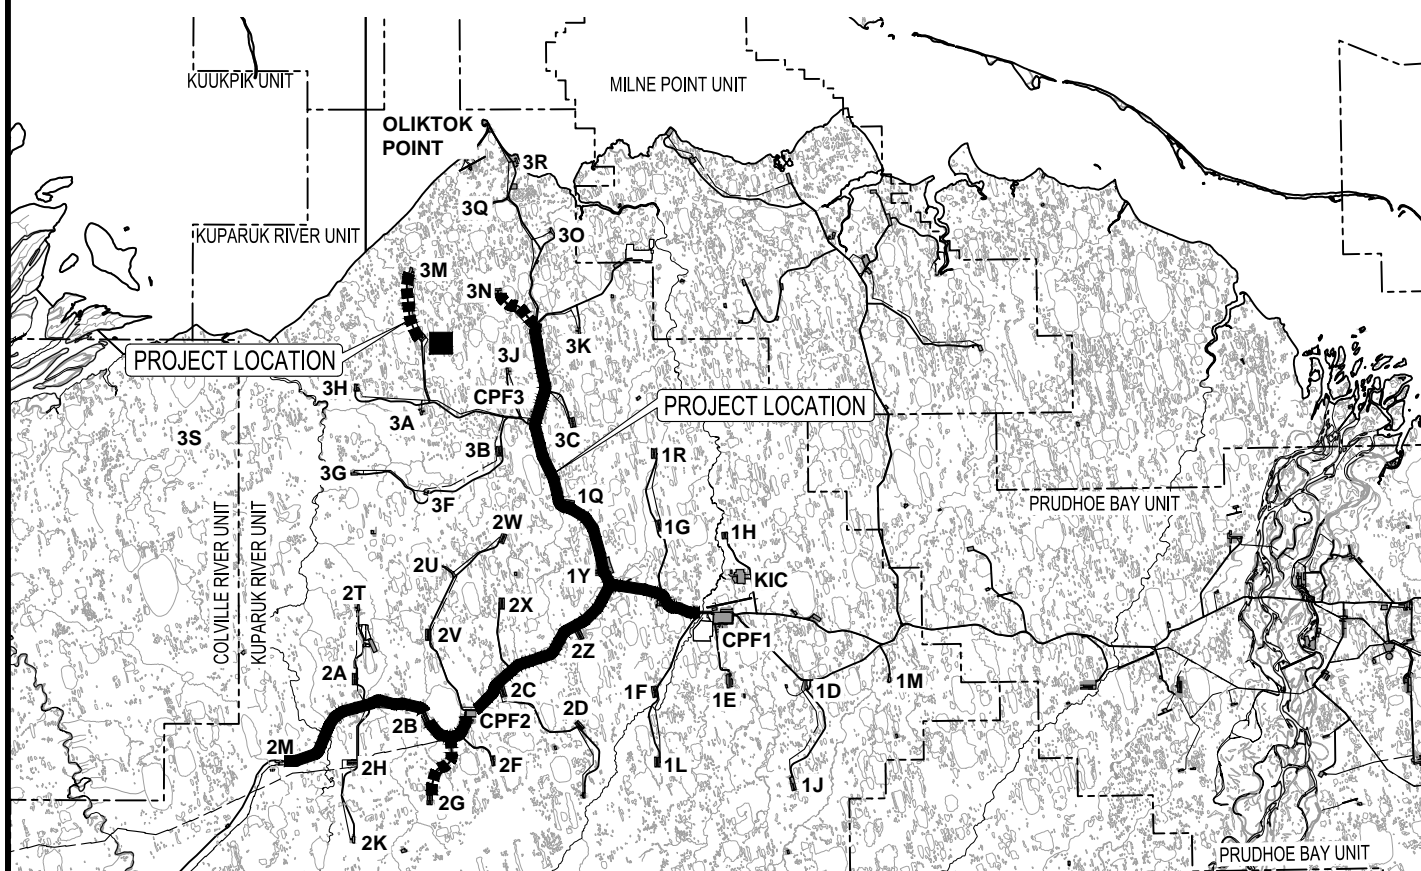 KUUKPIK UNIT
MILNE POINT UNIT
OLIKTOK
POINT
3R
3Q
3O
KUPARUK RIVER UNIT
3M
3N
PROJECT LOCATION
3J
3K
3H
CPF3
PROJECT LOCATION
3A
3C
3S
3B
1R
3G
3F
1Q
PRUDHOE BAY UNIT
COLVILLE RIVER UNIT
KUPARUK RIVER UNIT
2W
1G
1H
2U
1Y
KIC
2T
2X
2V
CPF1
2Z
2A
2C
1F
1E
1D
1M
2B
CPF2
2D
2M
2H
2F
1L
1J
2G
2K
PRUDHOE BAY UNIT